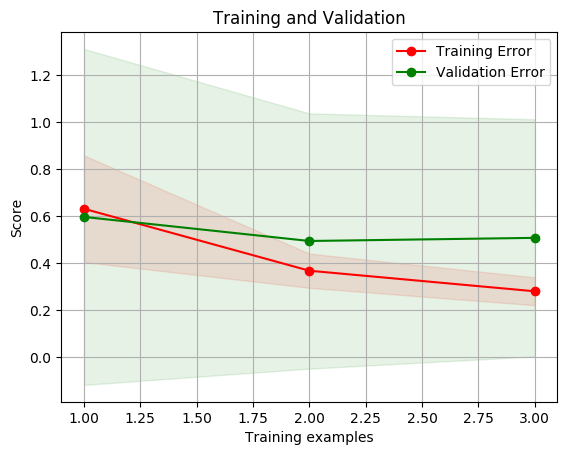 Training and Validation
Training Error
Validation Error
1.2
1.0
0.8
0.6
0.4
0.2
0.0
Score
1.00 1.25 1.50 1.75 2.00 2.25 2.50 2.75 3.00
Training examples